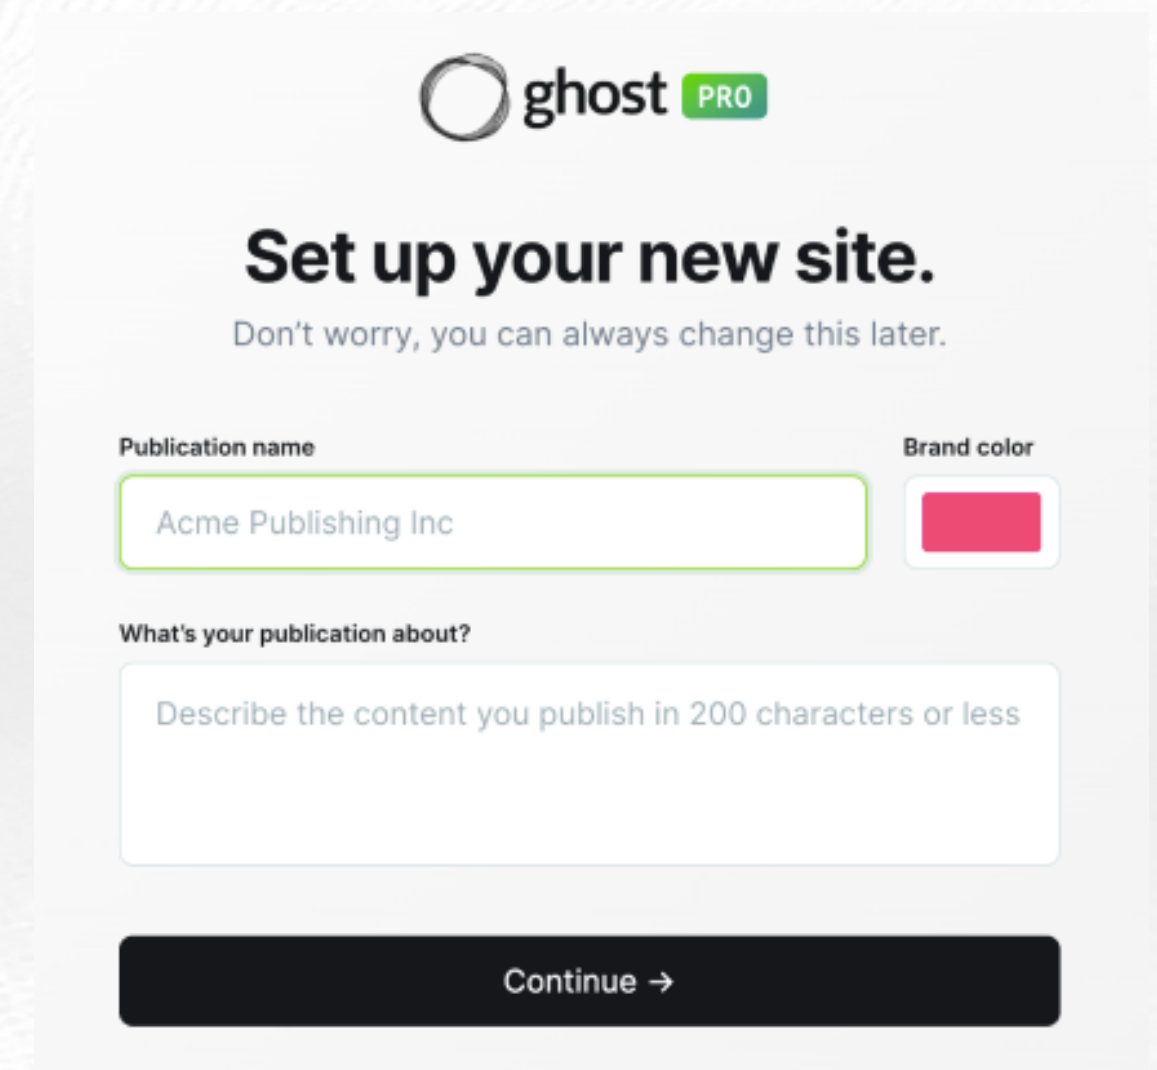 ghost PRO
Set up your new site.
Don’t worry, you can always change this later.
Publication name
Brand color
Acme Publishing Inc
What’s your publication about?
Describe the content you publish in 200 characters or less
Continue →